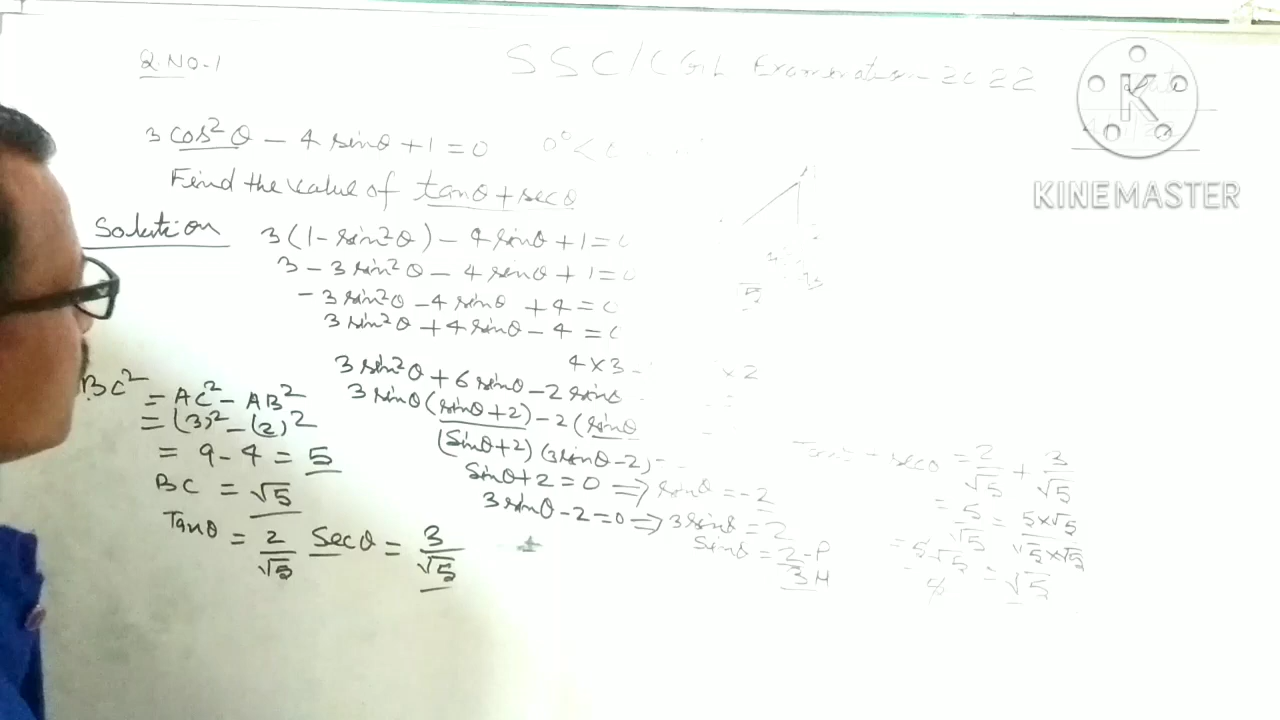 Q.NO-1
SSC/CGL Examination-2022
3 cos²θ - 4 sinθ + 1 = 0 0° <
Find the value of tanθ + secθ
Solution
3(1 - sin²θ) - 4 sinθ + 1 =
3 - 3 sin²θ - 4 sinθ + 1 =
- 3 sin²θ - 4 sinθ + 4 =
3 sin²θ + 4 sinθ - 4 =
4 × 3 × 2
3 sin²θ + 6 sinθ - 2 sinθ
3 sinθ (sinθ + 2) - 2 (sinθ
(Sinθ + 2) (3 sinθ - 2) =
Sinθ + 2 = 0 ⇒ sinθ = -2
3 sinθ - 2 = 0 ⇒ 3 sinθ = 2
Sinθ = 2-P/3H
BC² = AC² - AB²
= (3)² - (2)²
= 9 - 4 = 5
BC = √5
Tanθ = 2/√5 Secθ = 3/√5
secθ = 2/√5 + 3/√5
= 5/√5 = 5×√5/√5×√5
= 5√5/5 = √5
KINEMASTER